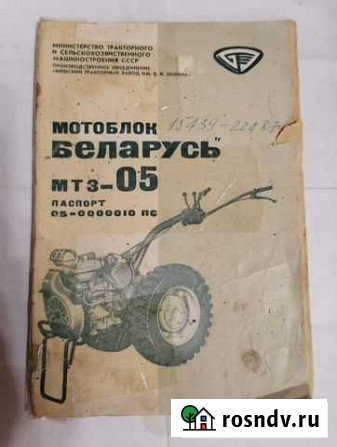 МИНИСТЕРСТВО ТРАКТОРНОГО
И СЕЛЬСКОХОЗЯЙСТВЕННОГО
МАШИНОСТРОЕНИЯ СССР
ПРОИЗВОДСТВЕННОЕ ОБЪЕДИНЕНИЕ
"МИНСКИЙ ТРАКТОРНЫЙ ЗАВОД ИМ. В. И. ЛЕНИНА"
МОТОБЛОК
БЕЛАРУСЬ"
МТЗ-05
ПАСПОРТ
05-0000010 ПС
rosndv.ru